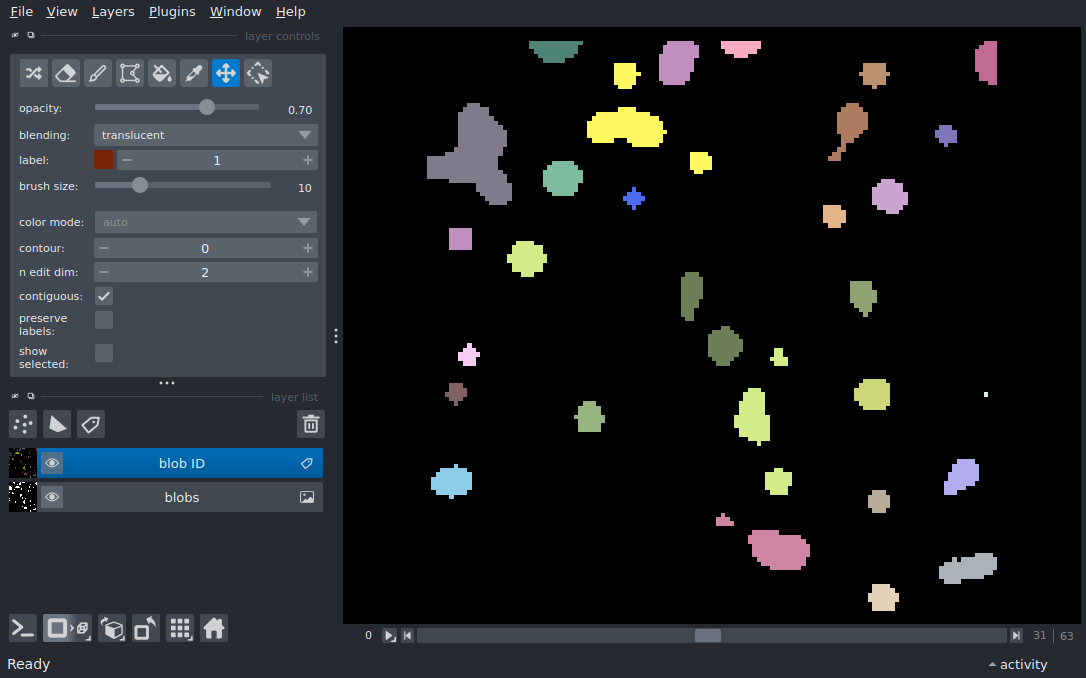 File View Layers Plugins Window Help
layer controls
opacity: 0.70
blending: translucent
label: 1
brush size: 10
color mode: auto
contour: 0
n edit dim: 2
contiguous:
preserve
labels:
show
selected:
layer list
blob ID
blobs
0 31 | 63
Ready activity